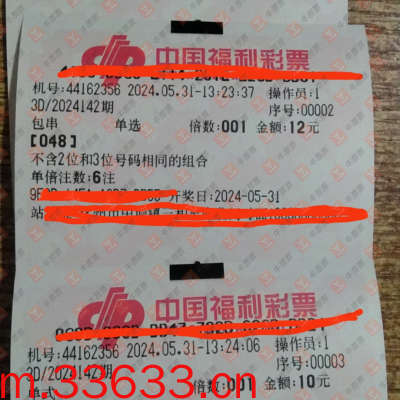 中国福利彩票
机号:44162356 2024.05.31-13:23:37 操作员:1
3D/2024142期 序号:00002
包串 单选 倍数:001 金额:12元
[048]
不含2位和3位号码相同的组合
单倍注数:6注
开奖日:2024-05-31
站
中国福利彩票
机号:44162356 2024.05.31-13:24:06 操作员:1
3D/2024142期 序号:00003
单式 倍数:001 金额:10元
m.33633.cn